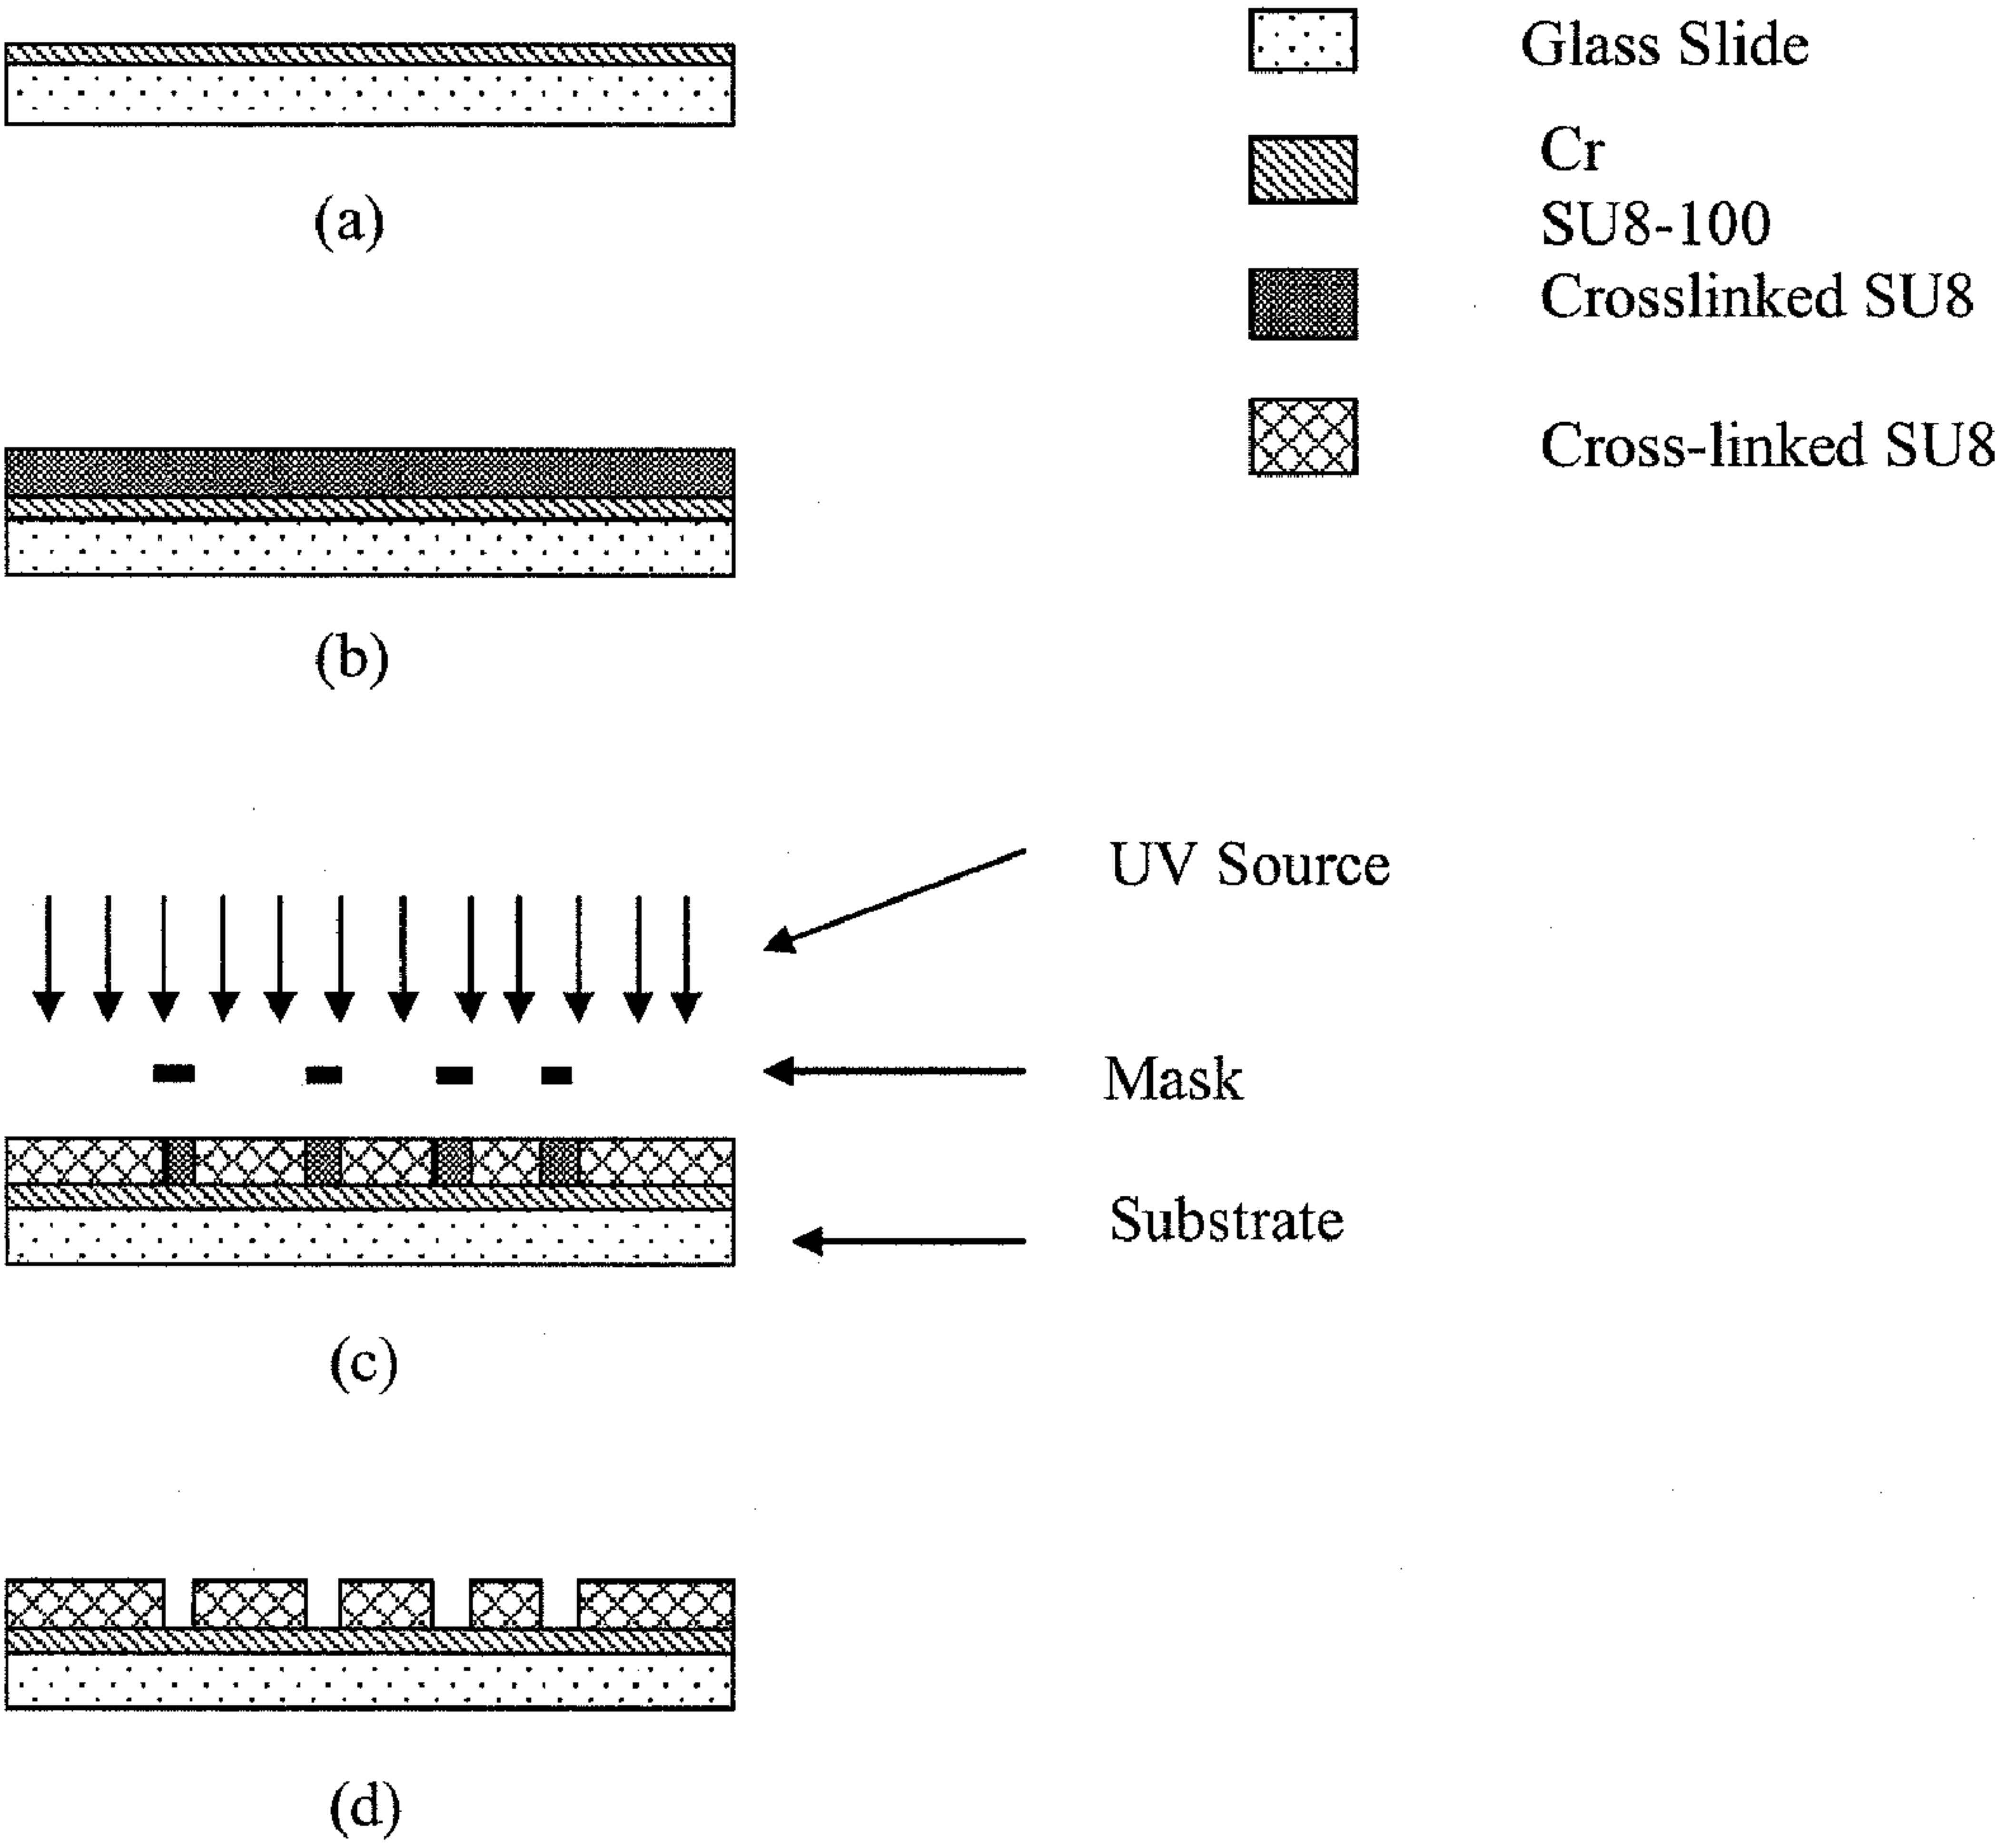 Glass Slide
Cr
SU8-100
(a)
Crosslinked SU8
Cross-linked SU8
(b)
UV Source
Mask
Substrate
(c)
(d)